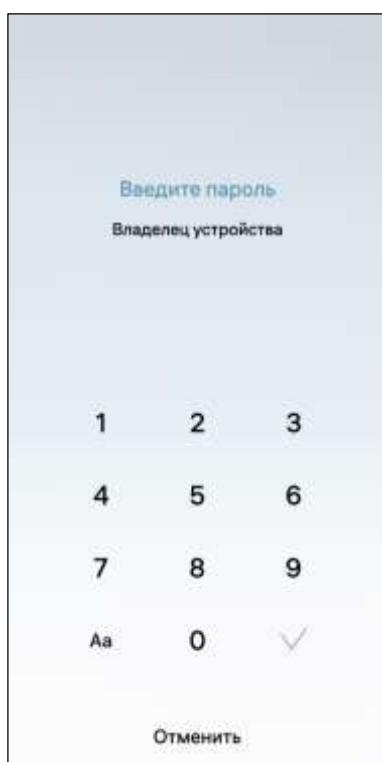 Введите пароль
Владелец устройства
1 2 3
4 5 6
7 8 9
Aa 0
Отменить